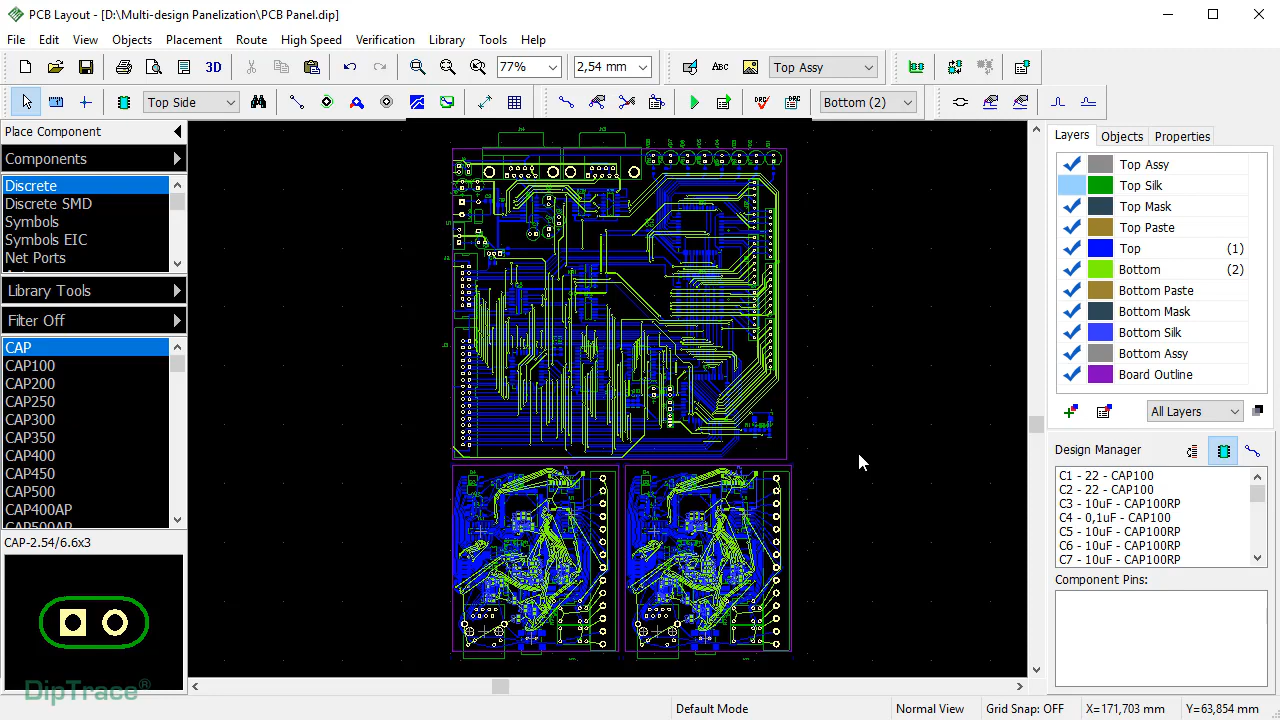 PCB Layout - [D:\Multi-design Panelization\PCB Panel.dip]
File Edit View Objects Placement Route High Speed Verification Library Tools Help
3D 77% 2,54 mm ABC Top Assy
Top Side DRC Bottom (2)
Place Component
Components
Discrete
Discrete SMD
Symbols
Symbols EIC
Net Ports
Library Tools
Filter Off
CAP
CAP100
CAP200
CAP250
CAP300
CAP350
CAP400
CAP450
CAP500
CAP400AP
CAP500AP
CAP-2.54/6.6x3
DipTrace®
Layers Objects Properties
Top Assy
Top Silk
Top Mask
Top Paste
Top (1)
Bottom (2)
Bottom Paste
Bottom Mask
Bottom Silk
Bottom Assy
Board Outline
All Layers
Design Manager
C1 - 22 - CAP100
C2 - 22 - CAP100
C3 - 10uF - CAP100RP
C4 - 0,1uF - CAP100
C5 - 10uF - CAP100RP
C6 - 10uF - CAP100RP
C7 - 10uF - CAP100RP
Component Pins:
Default Mode Normal View Grid Snap: OFF X=171,703 mm Y=63,854 mm